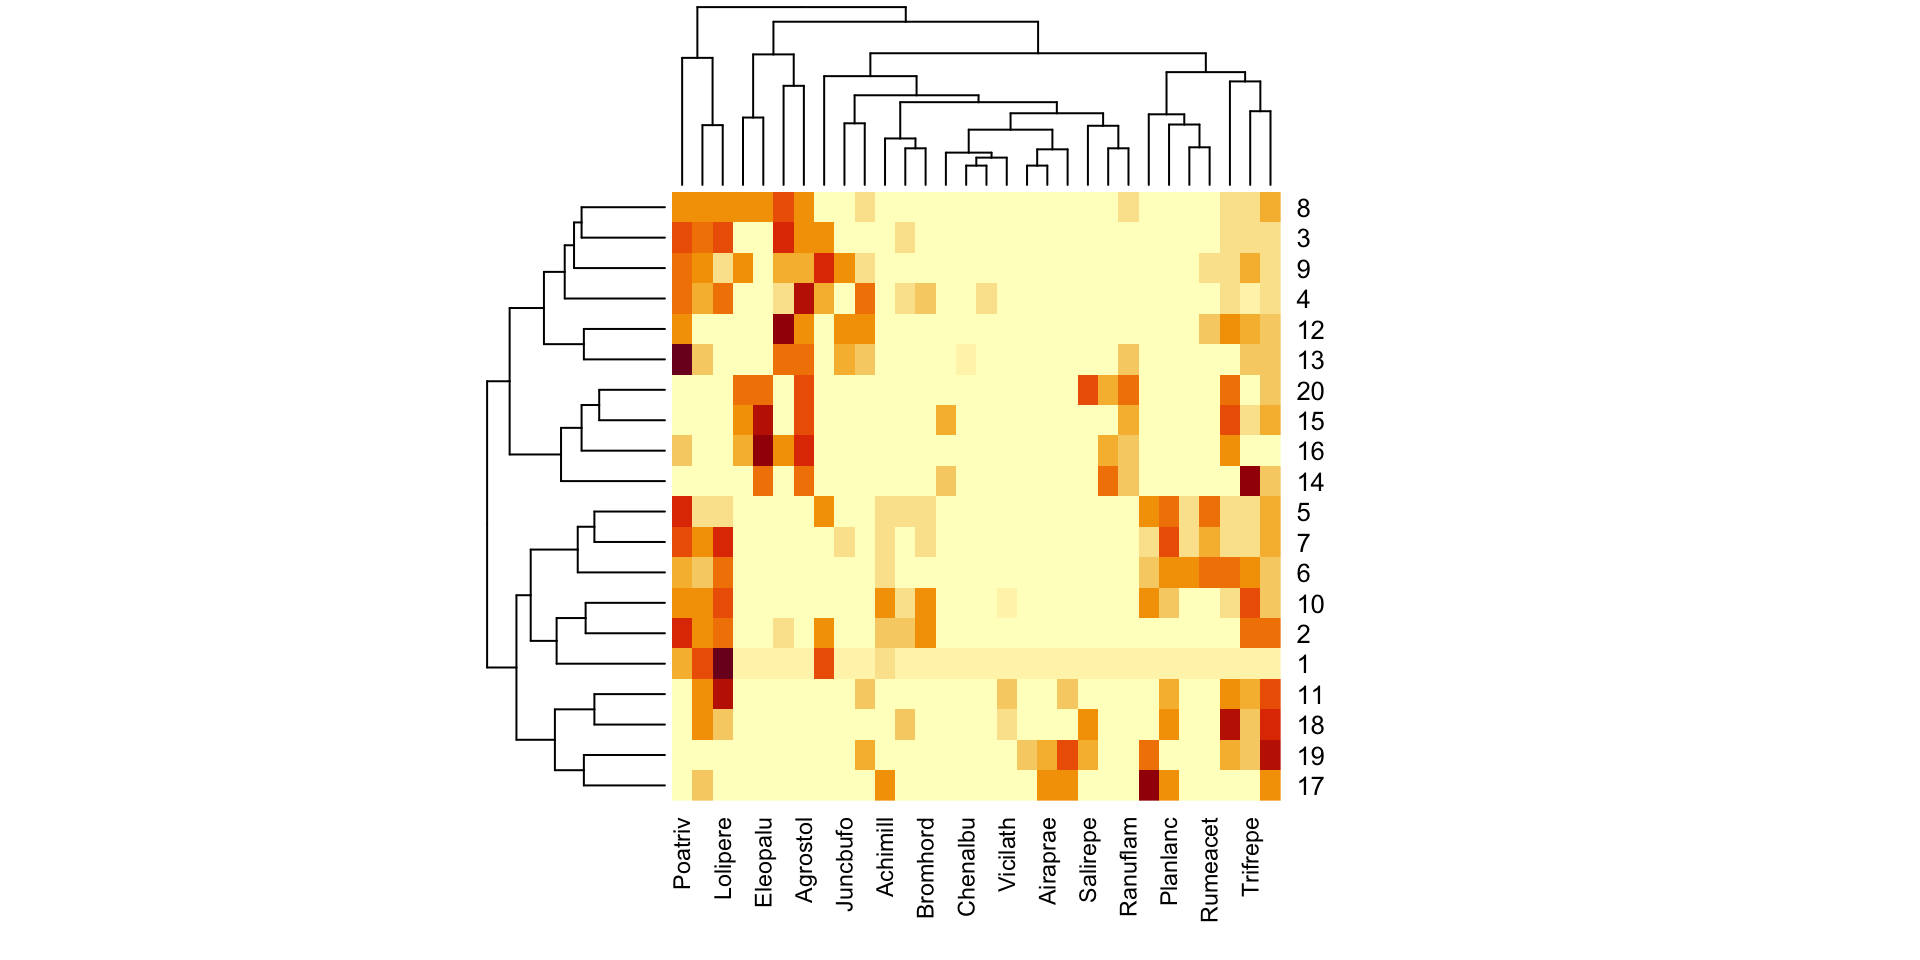 8
3
9
4
12
13
20
15
16
14
5
7
6
10
2
1
11
18
19
17
Poatriv
Lolipere
Eleopalu
Agrostol
Juncbufo
Achimill
Bromhord
Chenalbu
Vicilath
Airaprae
Salirepe
Ranuflam
Planlanc
Rumeacet
Trifrepe